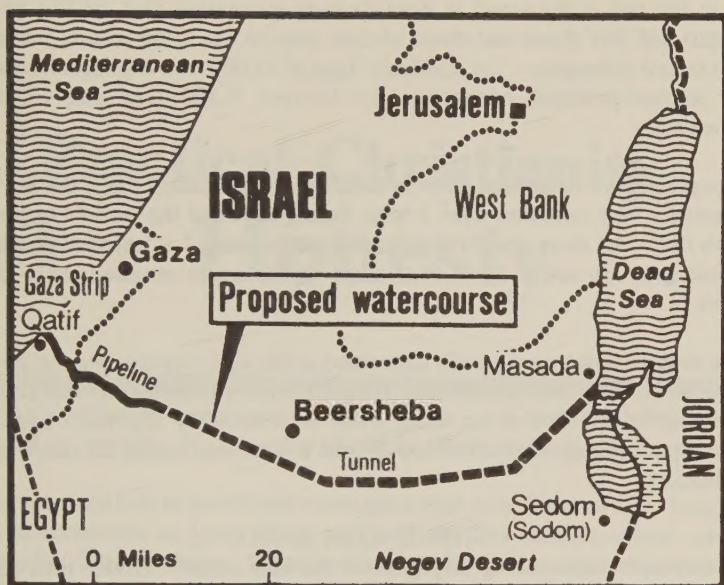 Mediterranean
Sea
Jerusalem
ISRAEL
West Bank
Gaza
Gaza Strip
Dead
Sea
Qatif
Proposed watercourse
Pipeline
Masada
Beersheba
JORDAN
Tunnel
Sedom
(Sodom)
EGYPT
0 Miles 20
Negev Desert